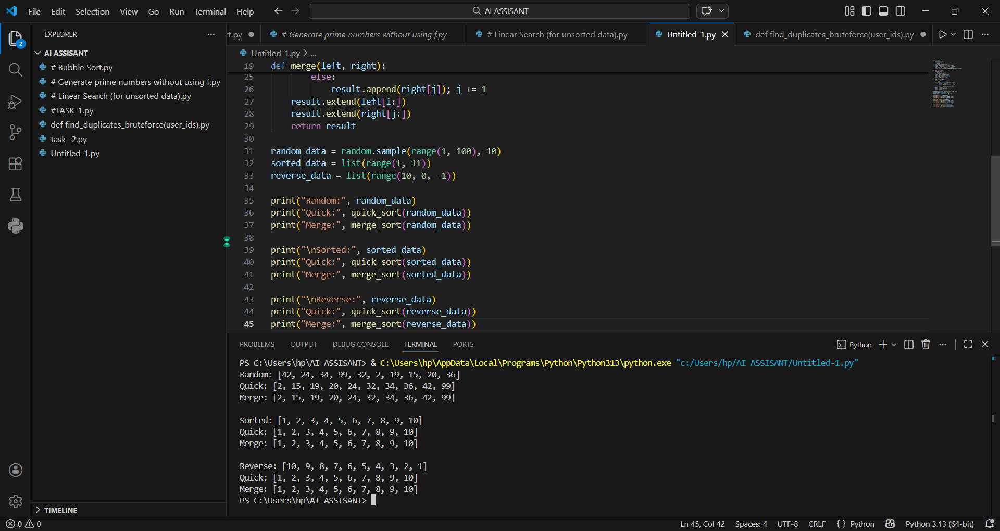 File Edit Selection View Go Run Terminal Help
AI ASSISANT
EXPLORER
rt.py
# Generate prime numbers without using f.py
# Linear Search (for unsorted data).py
Untitled-1.py
def find_duplicates_bruteforce(user_ids).py
2
AI ASSISANT
# Bubble Sort.py
# Generate prime numbers without using f.py
# Linear Search (for unsorted data).py
#TASK-1.py
def find_duplicates_bruteforce(user_ids).py
task -2.py
Untitled-1.py
TIMELINE
Untitled-1.py > ...
19 def merge(left, right):
25 else:
26 result.append(right[j]); j += 1
27 result.extend(left[i:])
28 result.extend(right[j:])
29 return result
30
31 random_data = random.sample(range(1, 100), 10)
32 sorted_data = list(range(1, 11))
33 reverse_data = list(range(10, 0, -1))
34
35 print("Random:", random_data)
36 print("Quick:", quick_sort(random_data))
37 print("Merge:", merge_sort(random_data))
38
39 print("\nSorted:", sorted_data)
40 print("Quick:", quick_sort(sorted_data))
41 print("Merge:", merge_sort(sorted_data))
42
43 print("\nReverse:", reverse_data)
44 print("Quick:", quick_sort(reverse_data))
45 print("Merge:", merge_sort(reverse_data))
PROBLEMS OUTPUT DEBUG CONSOLE TERMINAL PORTS
Python
PS C:\Users\hp\AI ASSISANT> & C:\Users\hp\AppData\Local\Programs\Python\Python313\python.exe "c:/Users/hp/AI ASSISANT/Untitled-1.py"
Random: [42, 24, 34, 99, 32, 2, 19, 15, 20, 36]
Quick: [2, 15, 19, 20, 24, 32, 34, 36, 42, 99]
Merge: [2, 15, 19, 20, 24, 32, 34, 36, 42, 99]
Sorted: [1, 2, 3, 4, 5, 6, 7, 8, 9, 10]
Quick: [1, 2, 3, 4, 5, 6, 7, 8, 9, 10]
Merge: [1, 2, 3, 4, 5, 6, 7, 8, 9, 10]
Reverse: [10, 9, 8, 7, 6, 5, 4, 3, 2, 1]
Quick: [1, 2, 3, 4, 5, 6, 7, 8, 9, 10]
Merge: [1, 2, 3, 4, 5, 6, 7, 8, 9, 10]
PS C:\Users\hp\AI ASSISANT>
0 0
Ln 45, Col 42 Spaces: 4 UTF-8 CRLF { } Python Python 3.13 (64-bit)